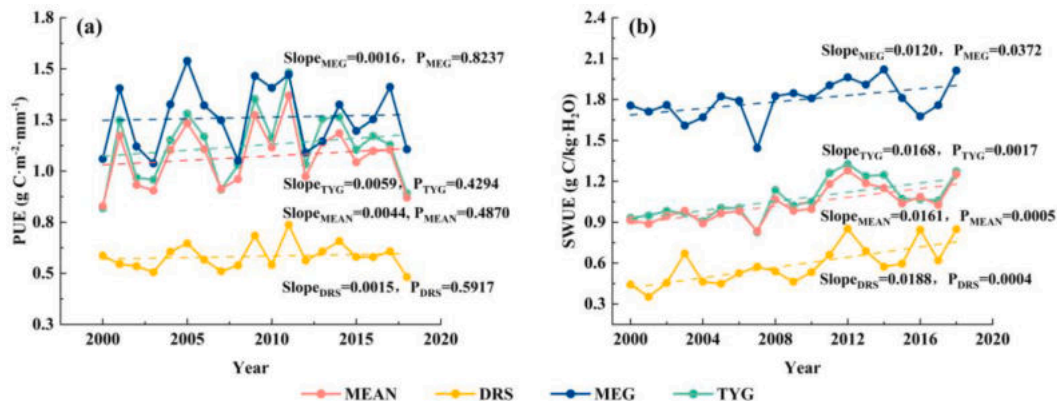 (a)
1.8
1.5
1.3
1.0
0.8
0.5
0.3
PUE (g C·m⁻²·mm⁻¹)
Slope_MEG=0.0016, P_MEG=0.8237
Slope_TYG=0.0059, P_TYG=0.4294
Slope_MEAN=0.0044, P_MEAN=0.4870
Slope_DRS=0.0015, P_DRS=0.5917
2000 2005 2010 2015 2020
Year
(b)
2.4
2.1
1.8
1.5
1.2
0.9
0.6
0.3
SWUE (g C/kg·H₂O)
Slope_MEG=0.0120, P_MEG=0.0372
Slope_TYG=0.0168, P_TYG=0.0017
Slope_MEAN=0.0161, P_MEAN=0.0005
Slope_DRS=0.0188, P_DRS=0.0004
2000 2004 2008 2012 2016 2020
Year
MEAN DRS MEG TYG